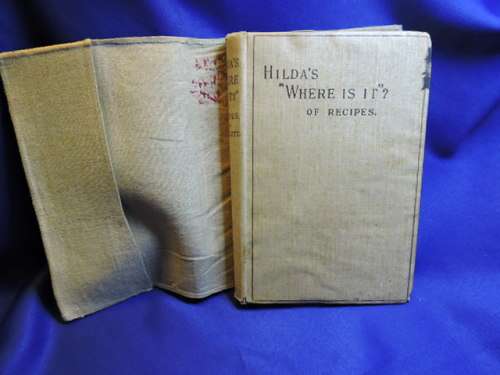 HILDA'S
"WHERE IS IT"?
OF RECIPES.